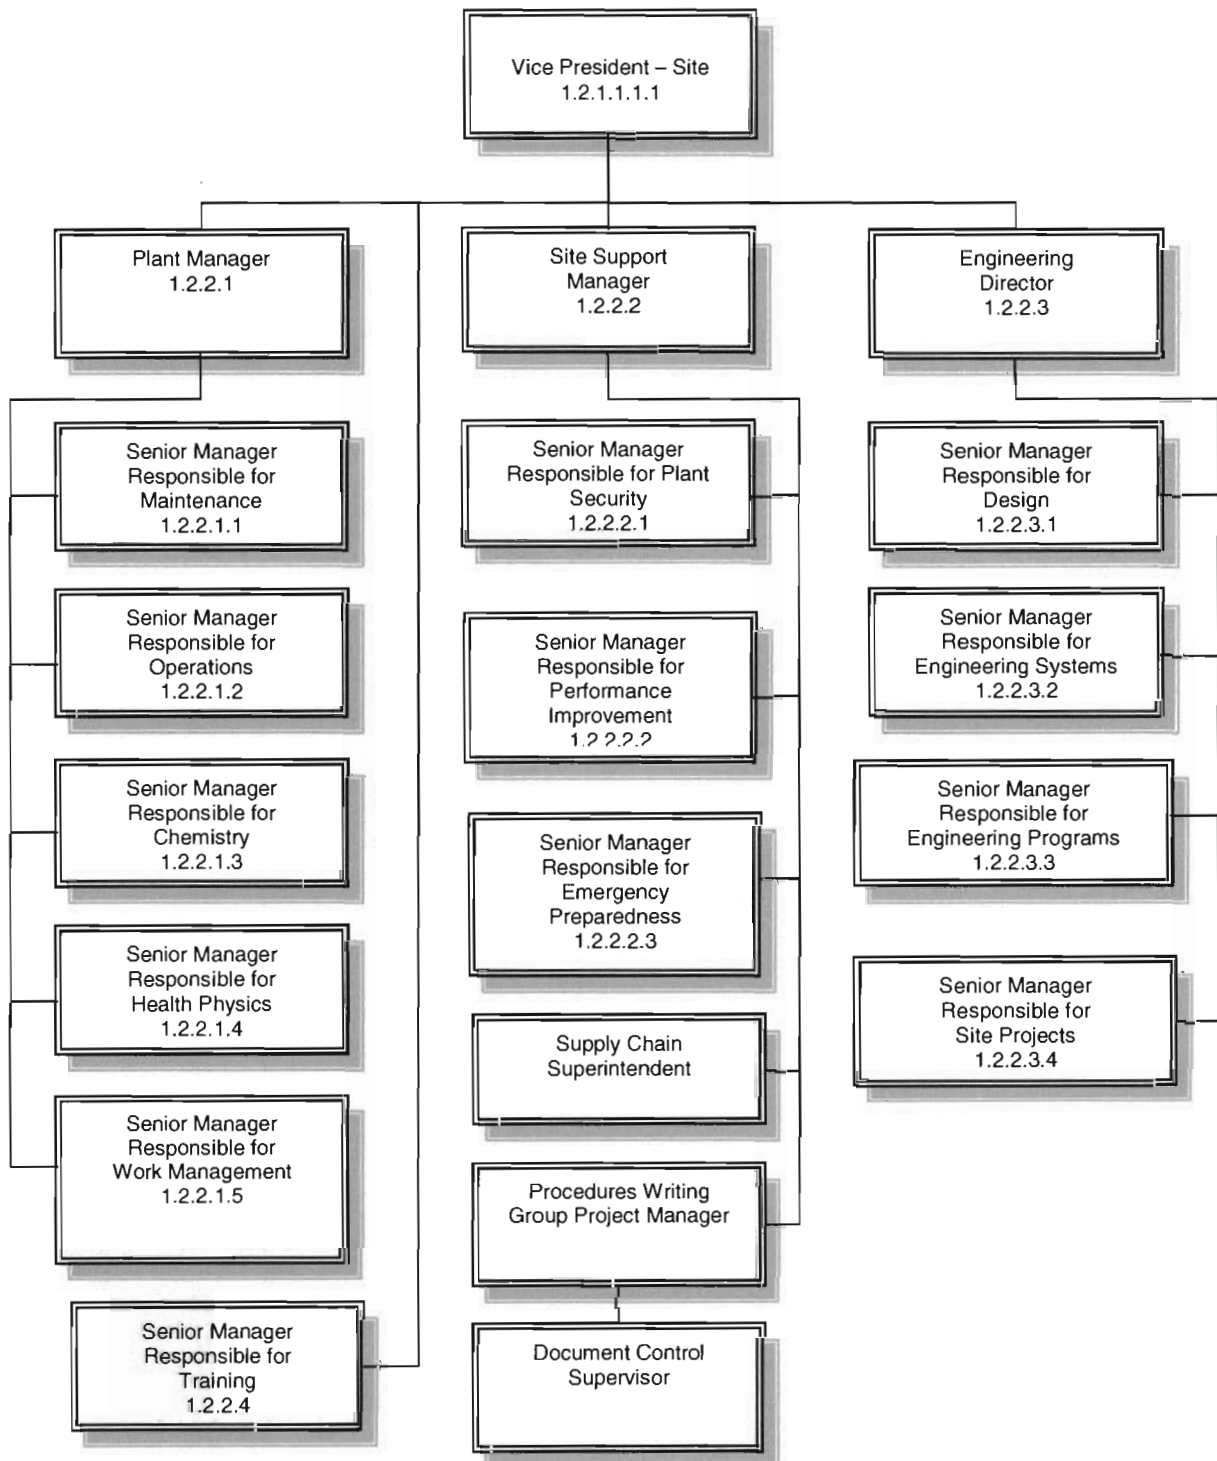 Vice President – Site
1.2.1.1.1.1
Plant Manager
1.2.2.1
Site Support
Manager
1.2.2.2
Engineering
Director
1.2.2.3
Senior Manager
Responsible for
Maintenance
1.2.2.1.1
Senior Manager
Responsible for Plant
Security
1.2.2.2.1
Senior Manager
Responsible for
Design
1.2.2.3.1
Senior Manager
Responsible for
Operations
1.2.2.1.2
Senior Manager
Responsible for
Performance
Improvement
1.2.2.2.2
Senior Manager
Responsible for
Engineering Systems
1.2.2.3.2
Senior Manager
Responsible for
Chemistry
1.2.2.1.3
Senior Manager
Responsible for
Emergency
Preparedness
1.2.2.2.3
Senior Manager
Responsible for
Engineering Programs
1.2.2.3.3
Senior Manager
Responsible for
Health Physics
1.2.2.1.4
Supply Chain
Superintendent
Senior Manager
Responsible for
Site Projects
1.2.2.3.4
Senior Manager
Responsible for
Work Management
1.2.2.1.5
Procedures Writing
Group Project Manager
Senior Manager
Responsible for
Training
1.2.2.4
Document Control
Supervisor